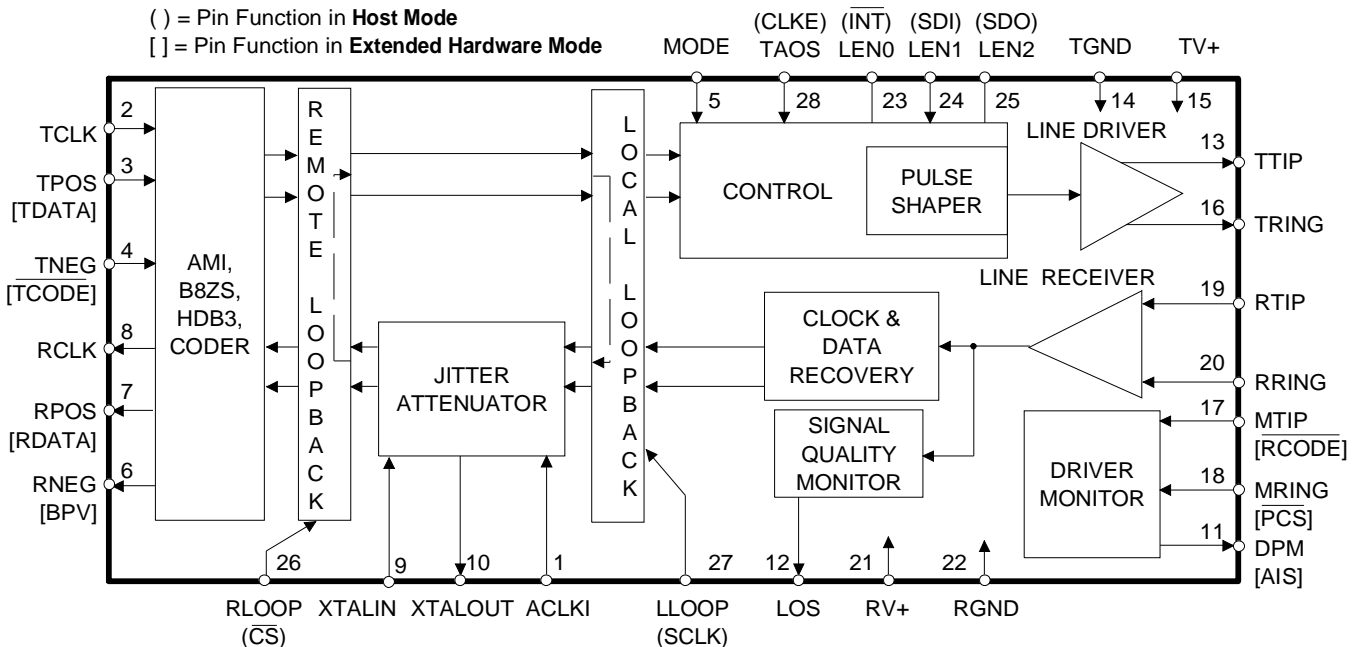 ( ) = Pin Function in Host Mode
[ ] = Pin Function in Extended Hardware Mode
MODE
(CLKE)
TAOS
(INT)
LEN0
(SDI)
LEN1
(SDO)
LEN2
TGND
TV+
5
28
23
24
25
14
15
2
TCLK
3
TPOS
[TDATA]
4
TNEG
[TCODE]
8
RCLK
7
RPOS
[RDATA]
6
RNEG
[BPV]
AMI,
B8ZS,
HDB3,
CODER
REMOTE LOOPBACK
JITTER
ATTENUATOR
LOCAL LOOPBACK
CONTROL
PULSE
SHAPER
LINE DRIVER
LINE RECEIVER
CLOCK &
DATA
RECOVERY
SIGNAL
QUALITY
MONITOR
DRIVER
MONITOR
13
TTIP
16
TRING
19
RTIP
20
RRING
17
MTIP
[RCODE]
18
MRING
[PCS]
11
DPM
[AIS]
26
9
10
1
27
12
21
22
RLOOP
(CS)
XTALIN
XTALOUT
ACLKI
LLOOP
(SCLK)
LOS
RV+
RGND